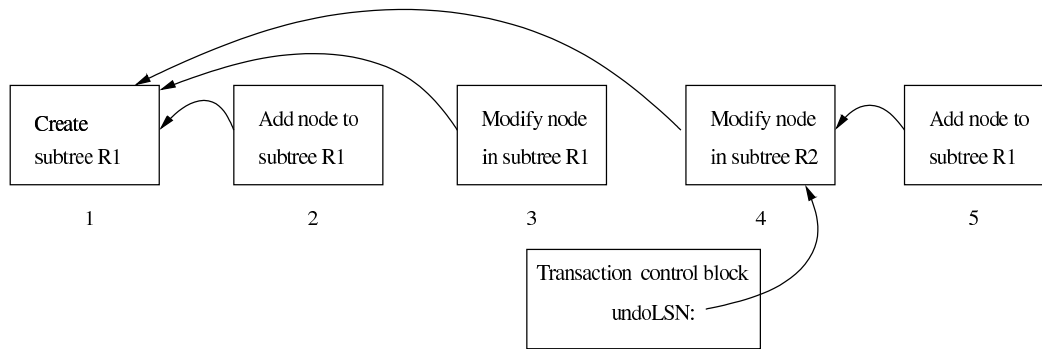 Create
subtree R1
Add node to
subtree R1
Modify node
in subtree R1
Modify node
in subtree R2
Add node to
subtree R1
1
2
3
4
5
Transaction control block
undoLSN: